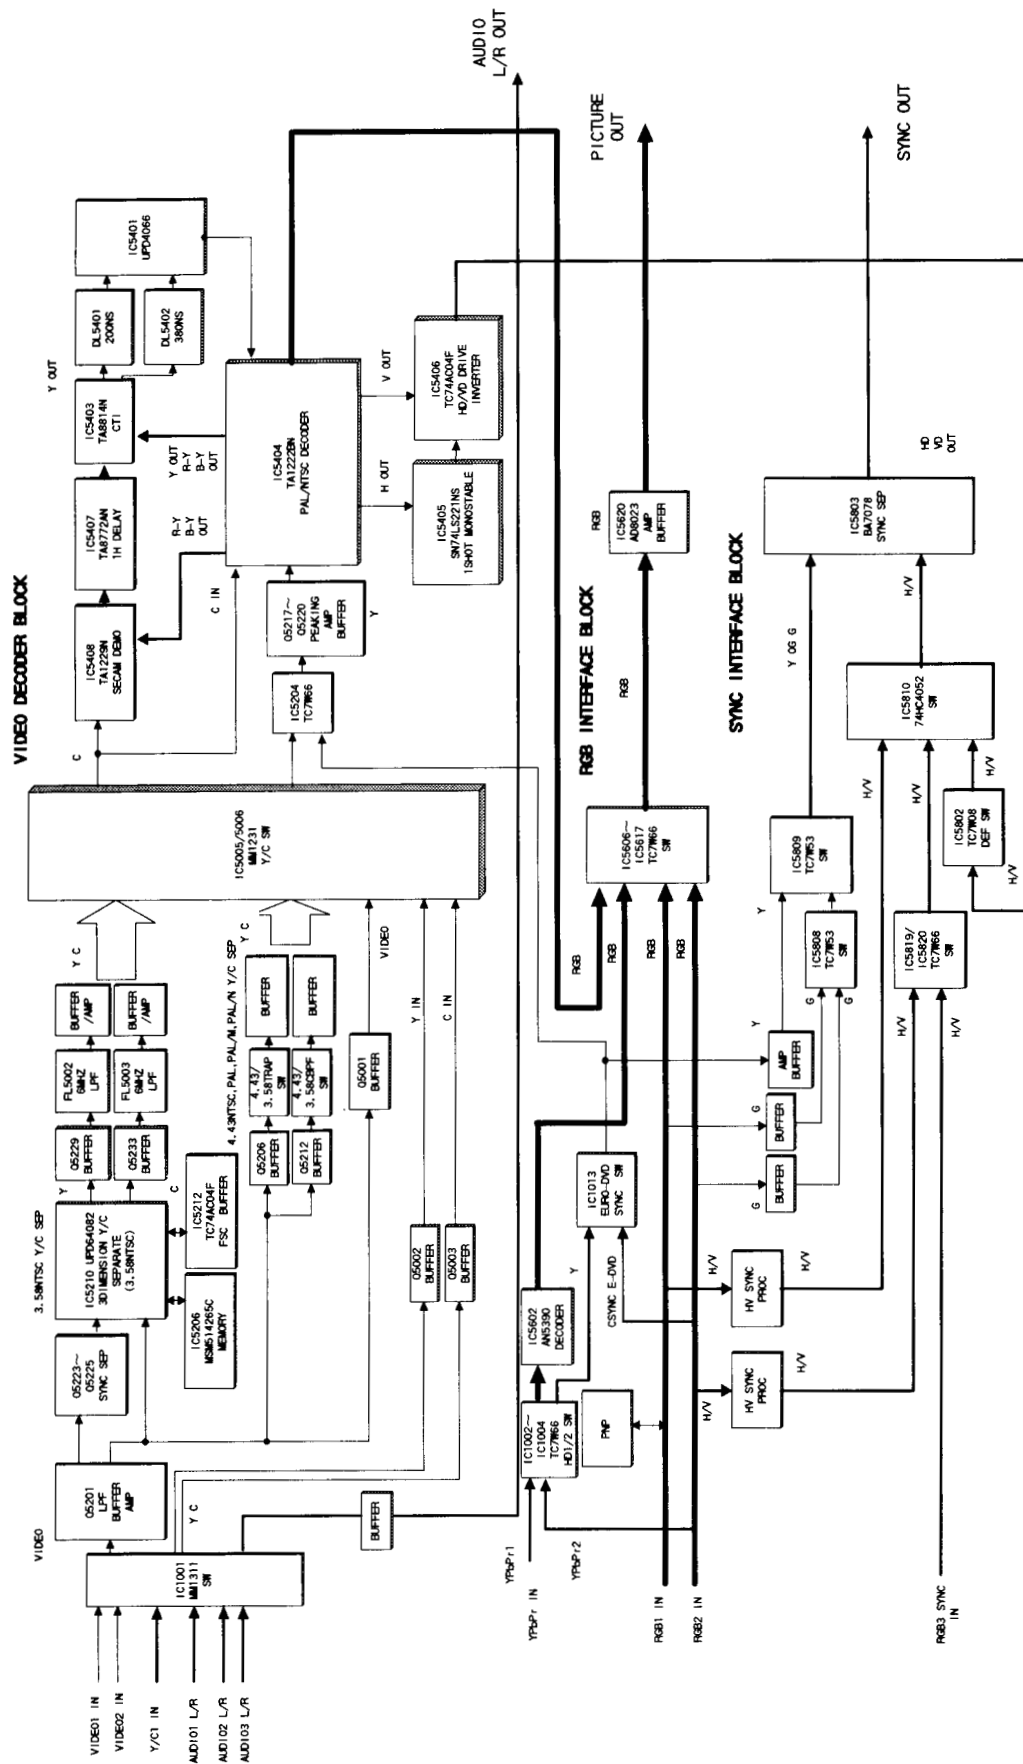 VIDEO DECODER BLOCK
VIDEO1 IN
VIDEO2 IN
Y/C1 IN
AUDIO1 L/R
AUDIO2 L/R
AUDIO3 L/R
IC1001
MM1311
SW
VIDEO
Q5201
LPF
BUFFER
AMP
Y C
BUFFER
Q5223~
Q5225
SYNC SEP
3.58NTSC Y/C SEP
IC5210 UPD64082
3DIMENSION Y/C
SEPARATE
(3.58NTSC)
IC5206
MSM514265C
MEMORY
IC5212
TC74AC04F
FSC BUFFER
Y
C
Q5229
BUFFER
Q5233
BUFFER
FL5002
6MHZ
LPF
FL5003
6MHZ
LPF
BUFFER
/AMP
BUFFER
/AMP
Y C
4.43NTSC,PAL,PAL/M,PAL/N Y/C SEP
Q5206
BUFFER
Q5212
BUFFER
4.43/
3.58TRAP
SW
4.43/
3.58CBPF
SW
BUFFER
BUFFER
Y C
Q5001
BUFFER
VIDEO
Q5002
BUFFER
Q5003
BUFFER
Y IN
C IN
IC5005/5006
MM1231
Y/C SW
C
C IN
IC5408
TA1229N
SECAM DEMO
IC5407
TA8772AN
1H DELAY
IC5403
TA8814N
CTI
Y OUT
DL5401
200NS
DL5402
380NS
IC5401
UPD4066
R-Y
B-Y
OUT
Y OUT
R-Y
B-Y
OUT
IC5204
TC7W66
Q5217~
Q5220
PEAKING
AMP
BUFFER
Y
IC5404
TA1222BN
PAL/NTSC DECODER
H OUT
V OUT
IC5405
SN74LS221NS
1SHOT MONOSTABLE
IC5406
TC74AC04F
HD/VD DRIVE
INVERTER
AUDIO
L/R OUT
RGB INTERFACE BLOCK
YPbPr1
YPbPr IN
YPbPr2
IC1002~
IC1004
TC7W66
HD1/2 SW
IC5602
AN5390
DECODER
PNP
Y
CSYNC E-DVD
IC1013
EURO-DVD
SYNC SW
RGB1 IN
RGB2 IN
RGB
RGB
RGB
RGB
IC5606~
IC5617
TC7W66
SW
RGB
IC5620
AD8023
AMP
BUFFER
RGB
PICTURE
OUT
SYNC INTERFACE BLOCK
RGB3 SYNC
IN
H/V
HV SYNC
PROC
H/V
H/V
HV SYNC
PROC
H/V
G
BUFFER
G
BUFFER
AMP
BUFFER
Y
G
G
IC5808
TC7W53
SW
Y
IC5809
TC7W53
SW
H/V
H/V
IC5819/
IC5820
TC7W66
SW
H/V
H/V
H/V
IC5802
TC7W08
DEF SW
H/V
IC5810
74HC4052
SW
Y OG G
H/V
IC5803
BA7078
SYNC SEP
HD
VD
OUT
SYNC OUT